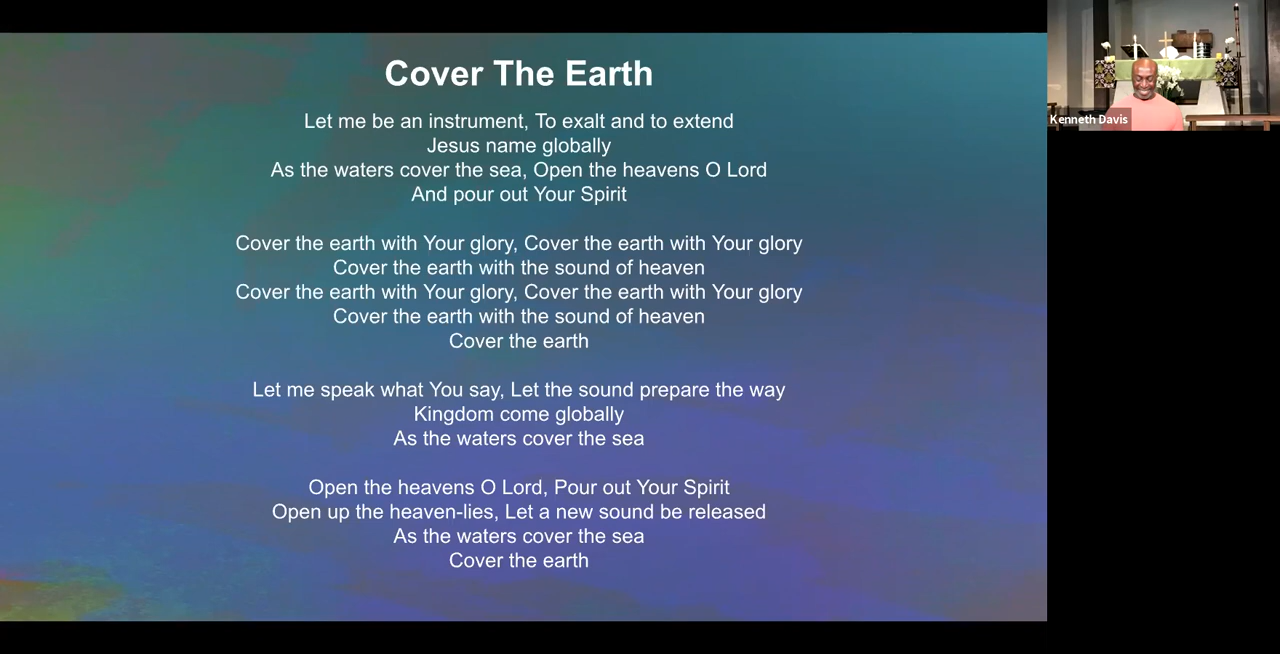 Cover The Earth
Let me be an instrument, To exalt and to extend
Jesus name globally
As the waters cover the sea, Open the heavens O Lord
And pour out Your Spirit
Cover the earth with Your glory, Cover the earth with Your glory
Cover the earth with the sound of heaven
Cover the earth with Your glory, Cover the earth with Your glory
Cover the earth with the sound of heaven
Cover the earth
Let me speak what You say, Let the sound prepare the way
Kingdom come globally
As the waters cover the sea
Open the heavens O Lord, Pour out Your Spirit
Open up the heaven-lies, Let a new sound be released
As the waters cover the sea
Cover the earth
Kenneth Davis